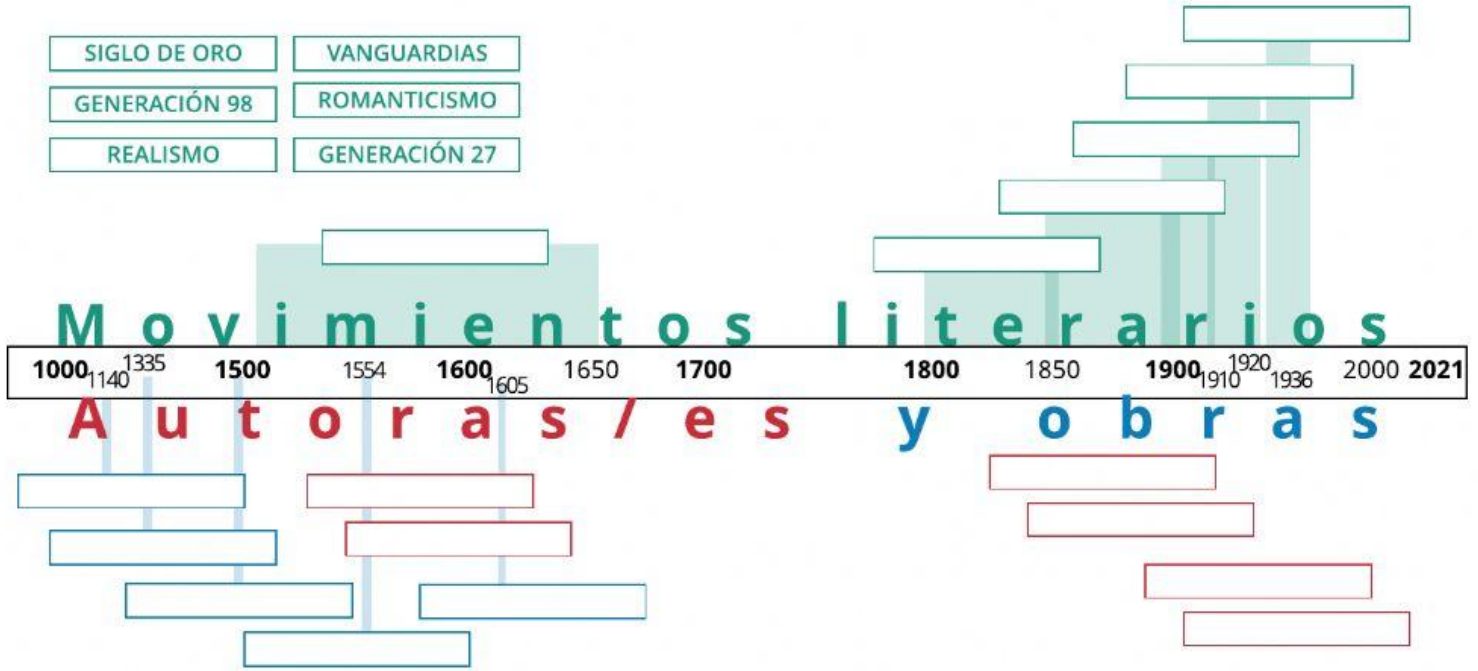 SIGLO DE ORO VANGUARDIAS
GENERACIÓN 98 ROMANTICISMO
REALISMO GENERACIÓN 27
Movimientos literarios
1000 1140 1335 1500 1554 1600 1605 1650 1700 1800 1850 1900 1910 1920 1936 2000 2021
Autoras/es y obras